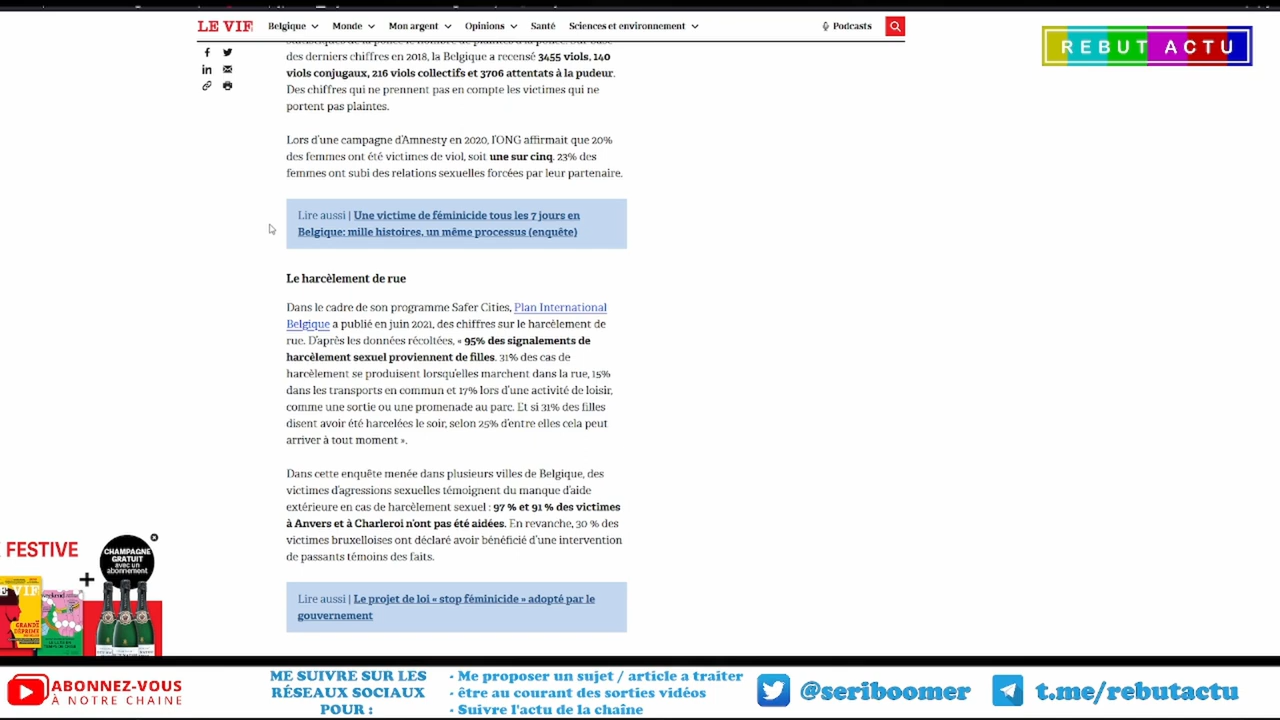 LE VIF
Belgique
Monde
Mon argent
Opinions
Santé
Sciences et environnement
Podcasts
REBUT ACTU
des derniers chiffres en 2018, la Belgique a recensé 3455 viols, 140
viols conjugaux, 216 viols collectifs et 3706 attentats à la pudeur.
Des chiffres qui ne prennent pas en compte les victimes qui ne
portent pas plaintes.
Lors d'une campagne d'Amnesty en 2020, l'ONG affirmait que 20%
des femmes ont été victimes de viol, soit une sur cinq. 23% des
femmes ont subi des relations sexuelles forcées par leur partenaire.
Lire aussi | Une victime de féminicide tous les 7 jours en
Belgique: mille histoires, un même processus (enquête)
Le harcèlement de rue
Dans le cadre de son programme Safer Cities, Plan International
Belgique a publié en juin 2021, des chiffres sur le harcèlement de
rue. D'après les données récoltées, « 95% des signalements de
harcèlement sexuel proviennent de filles. 31% des cas de
harcèlement se produisent lorsqu'elles marchent dans la rue, 15%
dans les transports en commun et 17% lors d'une activité de loisir,
comme une sortie ou une promenade au parc. Et si 31% des filles
disent avoir été harcelées le soir, selon 25% d'entre elles cela peut
arriver à tout moment ».
Dans cette enquête menée dans plusieurs villes de Belgique, des
victimes d'agressions sexuelles témoignent du manque d'aide
extérieure en cas de harcèlement sexuel : 97 % et 91 % des victimes
à Anvers et à Charleroi n'ont pas été aidées. En revanche, 30 % des
victimes bruxelloises ont déclaré avoir bénéficié d'une intervention
de passants témoins des faits.
Lire aussi | Le projet de loi « stop féminicide » adopté par le
gouvernement
FESTIVE
CHAMPAGNE
GRATUIT
avec un
abonnement
+
ABONNEZ-VOUS
À NOTRE CHAINE
ME SUIVRE SUR LES
RÉSEAUX SOCIAUX
POUR :
- Me proposer un sujet / article a traiter
- être au courant des sorties vidéos
- Suivre l'actu de la chaîne
@seriboomer
t.me/rebutactu